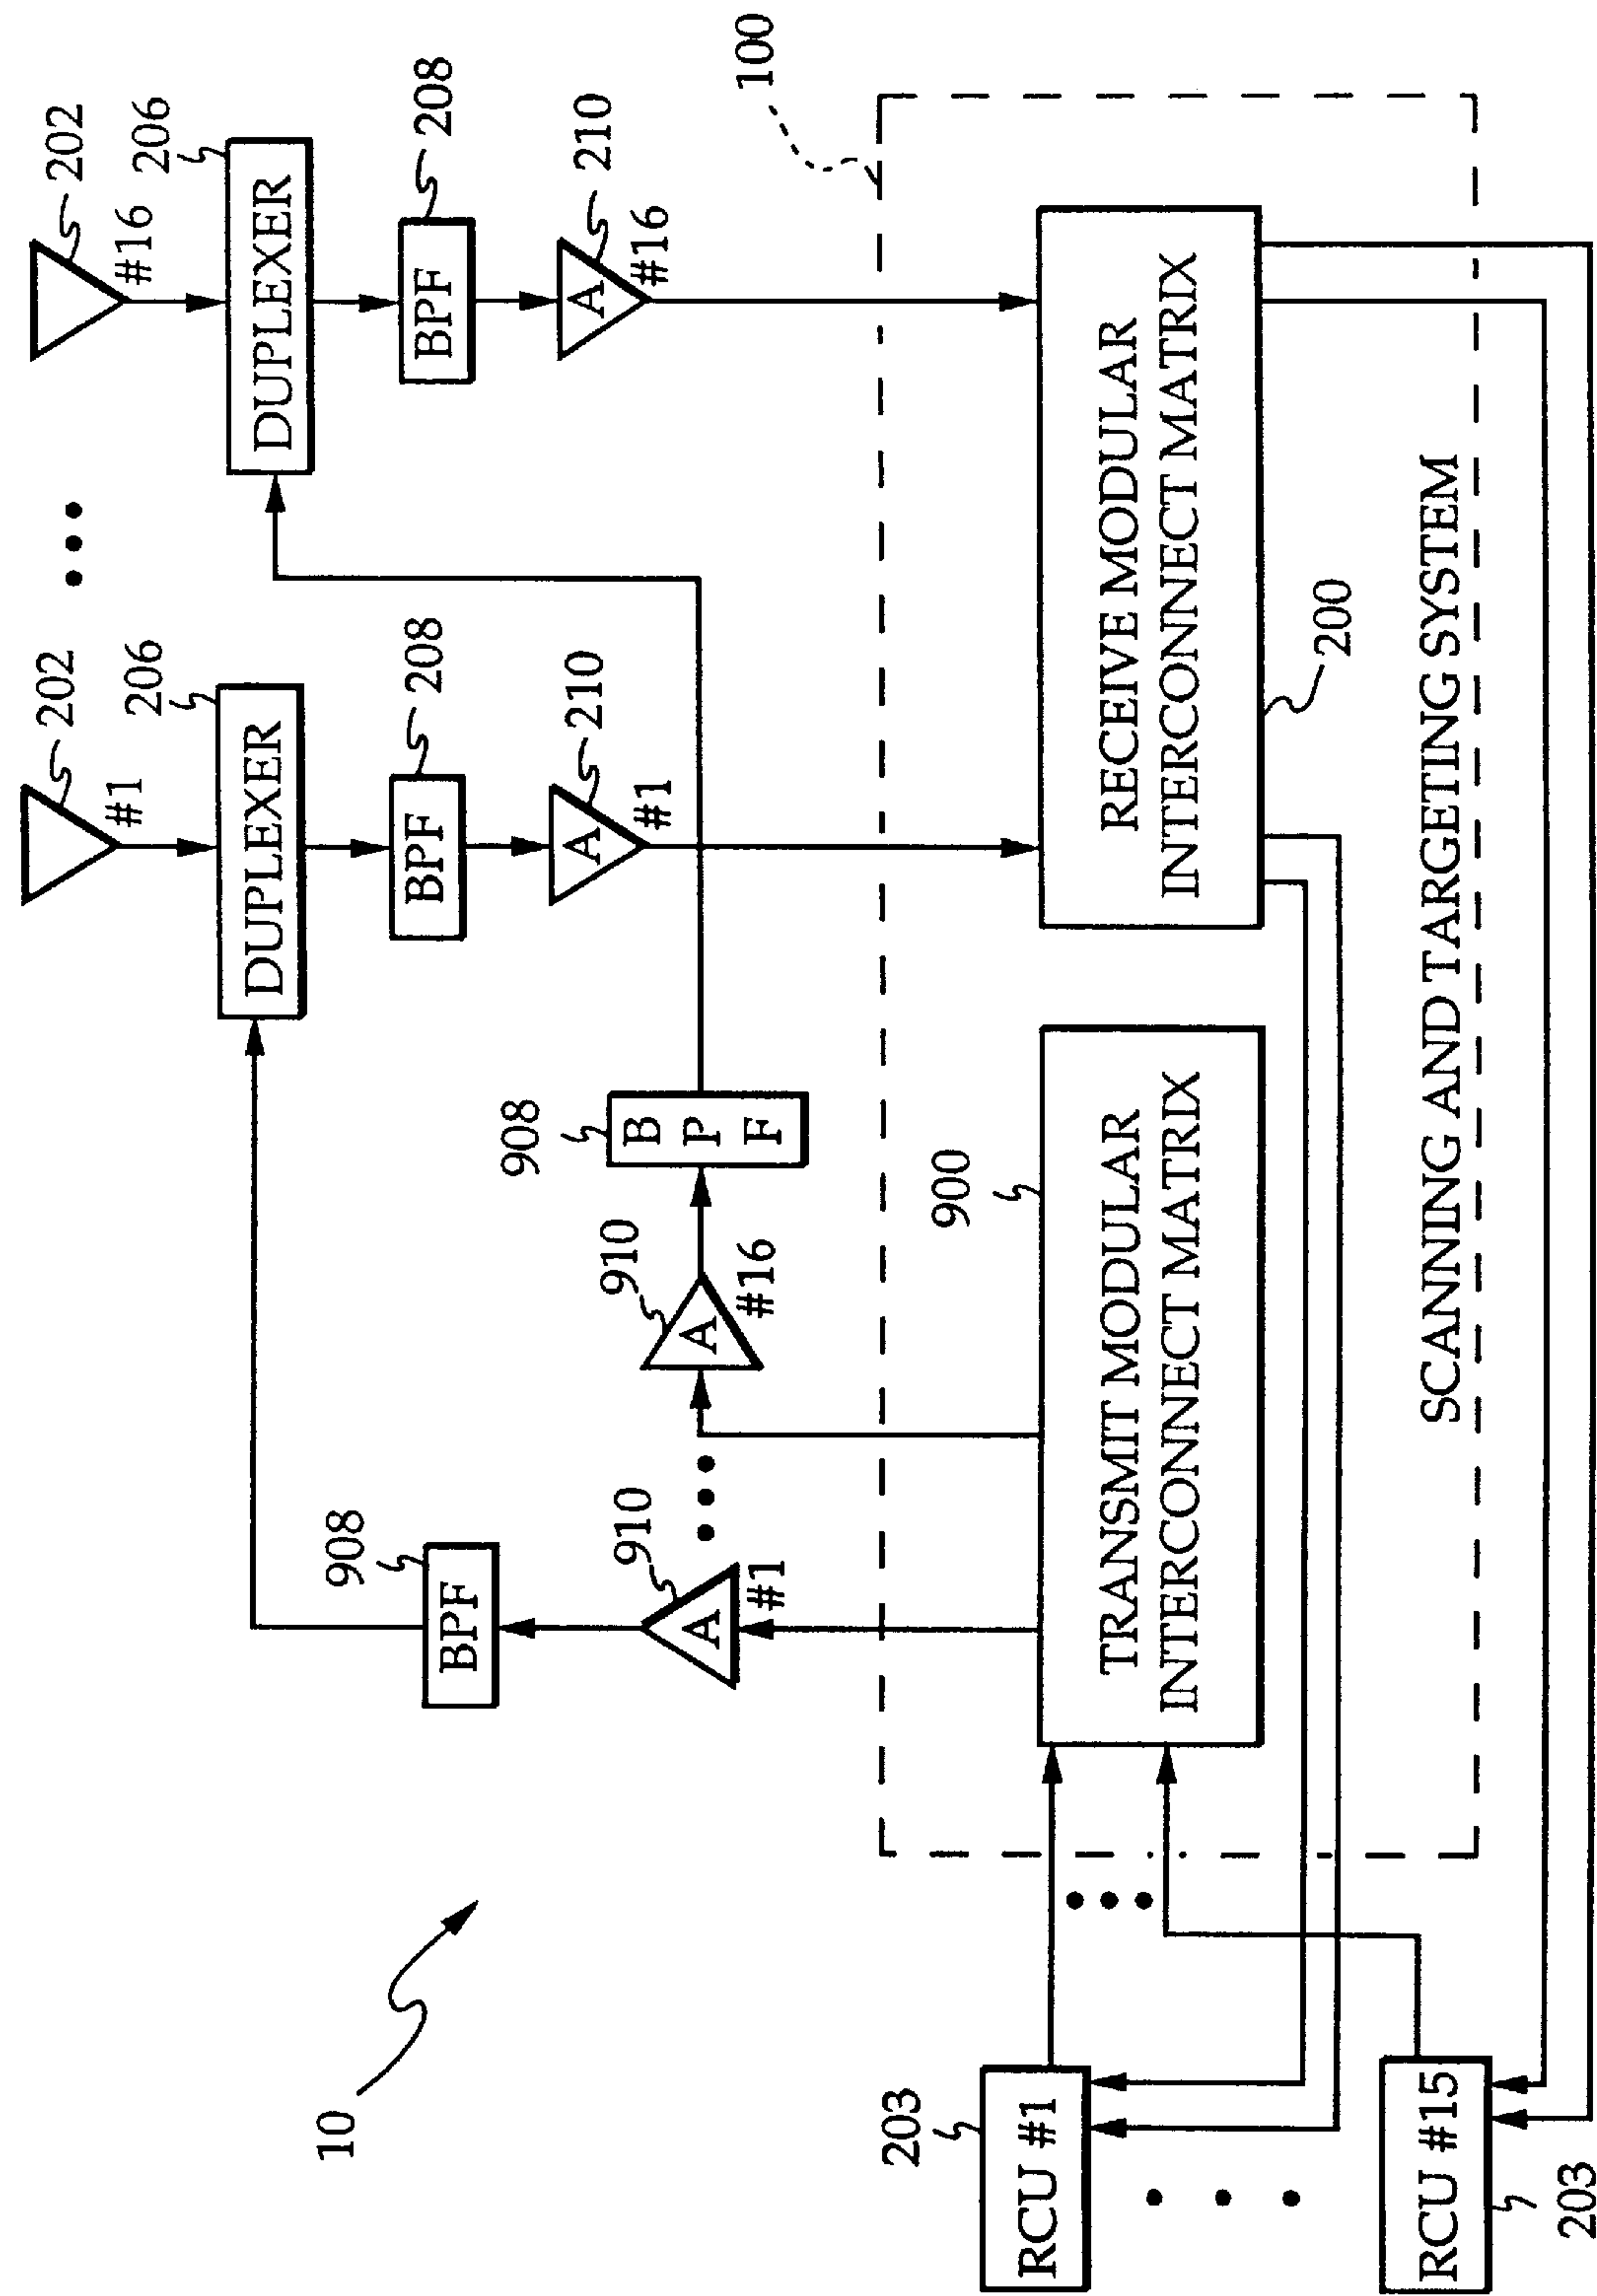 202
#16
206
DUPLEXER
208
BPF
210
A
#16
100
202
#1
206
DUPLEXER
208
BPF
210
A
#1
RECEIVE MODULAR
INTERCONNECT MATRIX
200
908
B
P
F
910
A
#16
900
TRANSMIT MODULAR
INTERCONNECT MATRIX
SCANNING AND TARGETING SYSTEM
908
BPF
910
A
#1
10
203
RCU #1
RCU #15
203